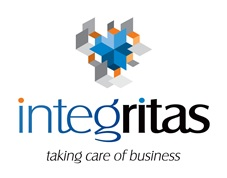 integritas
taking care of business